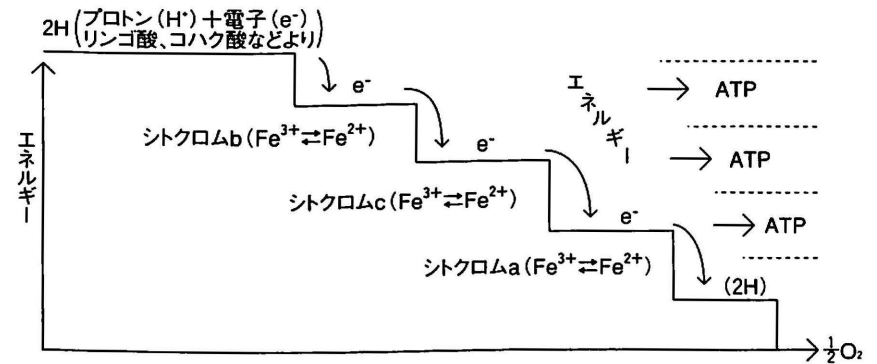 2H(プロトン(H⁺)+電子(e⁻)
リンゴ酸、コハク酸などより)
e⁻
シトクロムb(Fe³⁺⇄Fe²⁺)
e⁻
シトクロムc(Fe³⁺⇄Fe²⁺)
e⁻
シトクロムa(Fe³⁺⇄Fe²⁺)
(2H)
½O₂
エネルギー
エネルギー
ATP
ATP
ATP